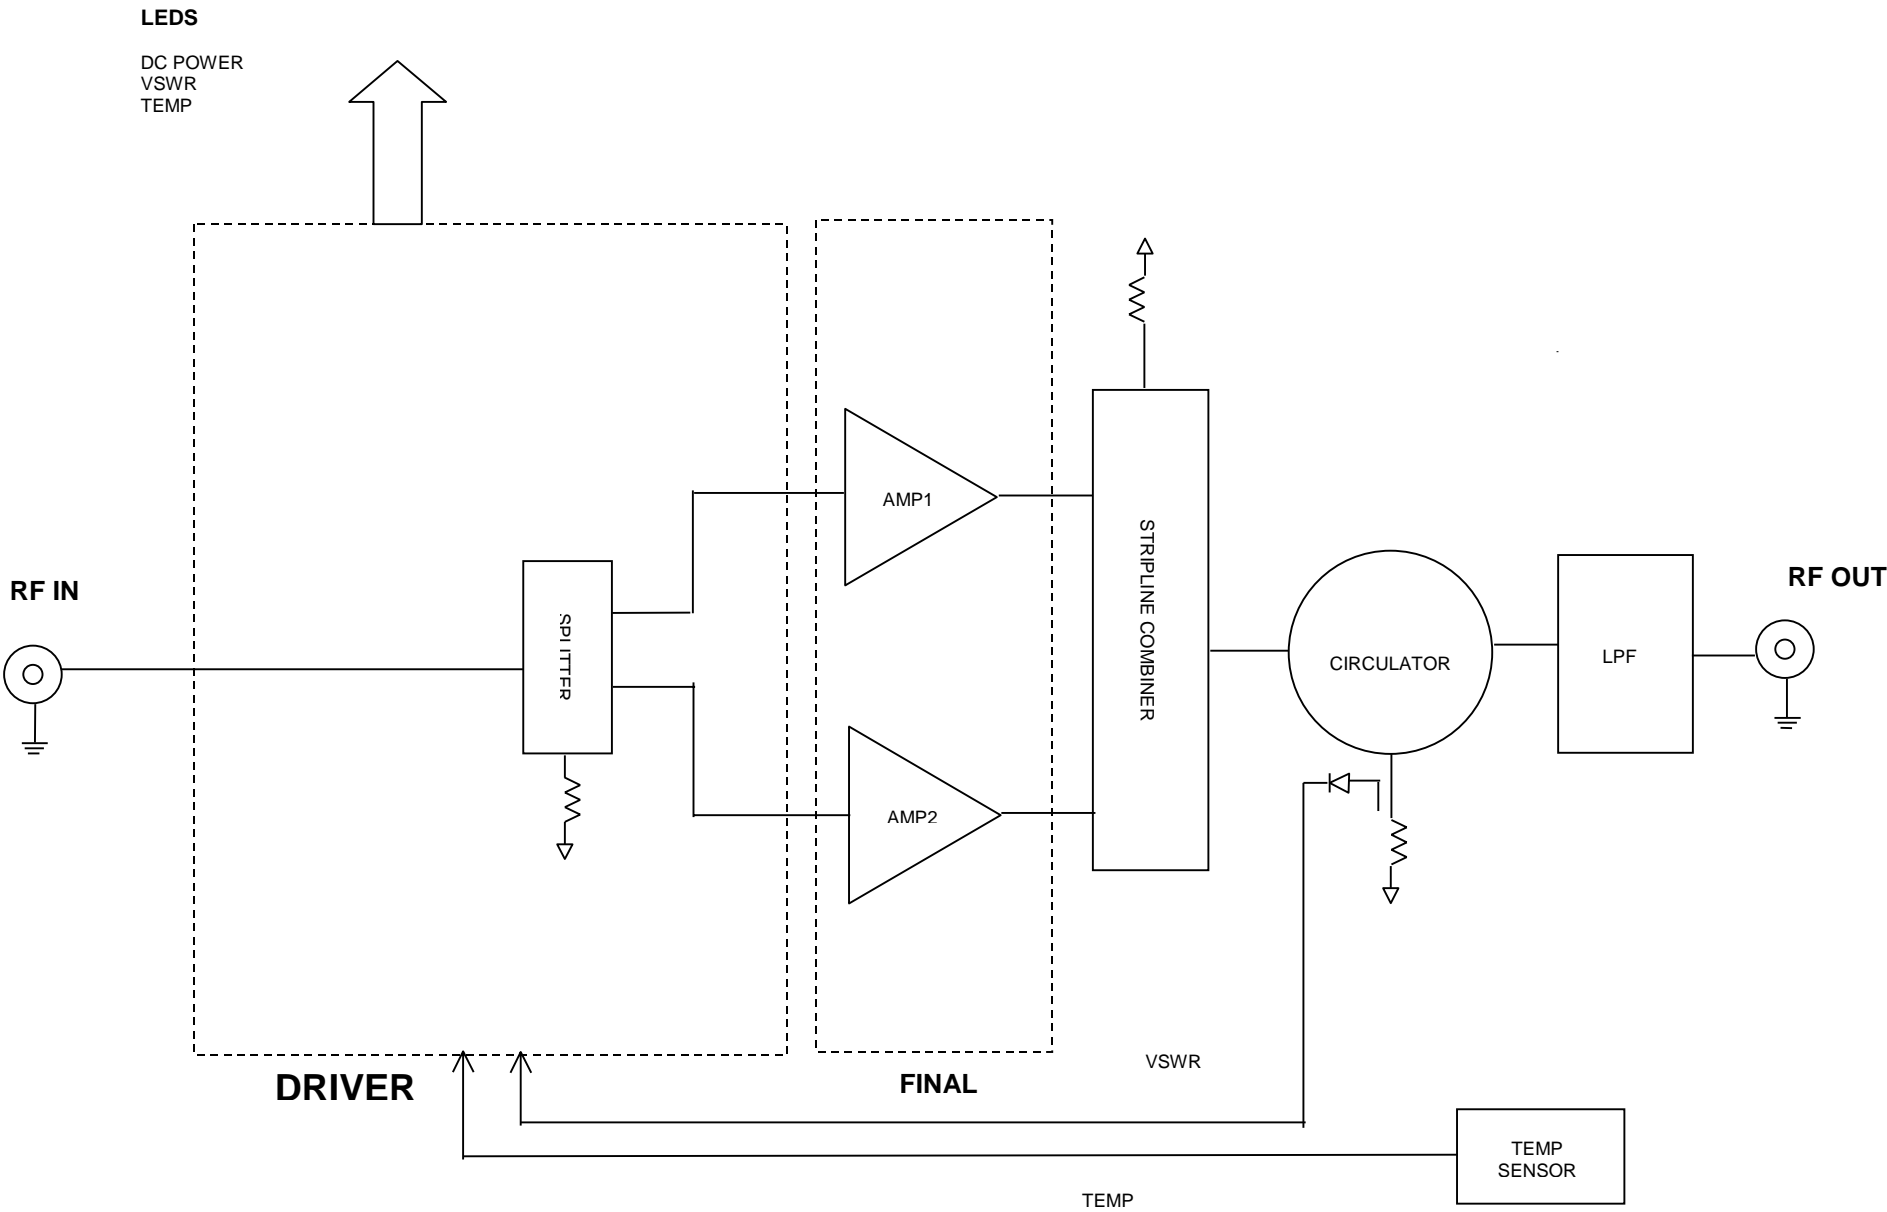 LEDS
DC POWER
VSWR
TEMP
AMP1
STRIPLINE COMBINER
RF IN
SPLITTER
RF OUT
CIRCULATOR
LPF
AMP2
DRIVER
FINAL
VSWR
TEMP
SENSOR
TEMP